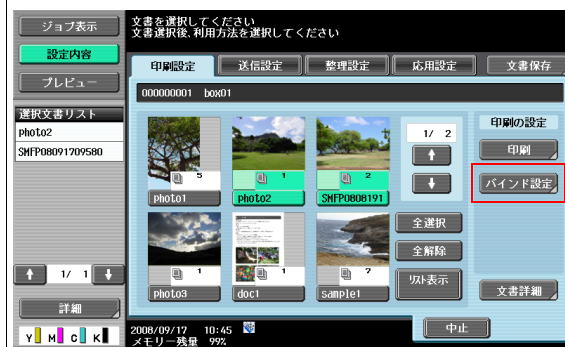 ジョブ表示
文書を選択してください
文書選択後、利用方法を選択してください
設定内容
プレビュー
印刷設定
送信設定
整理設定
応用設定
文書保存
000000001 box01
選択文書リスト
photo2
SMFP08091709580
5
photo1
1
photo2
2
SMFP0808191
1/ 2
印刷の設定
印刷
バインド設定
全選択
全解除
リスト表示
1
photo3
1
doc1
7
sample1
文書詳細
1/ 1
詳細
中止
Y M C K
2008/09/17 10:45
メモリー残量 99%